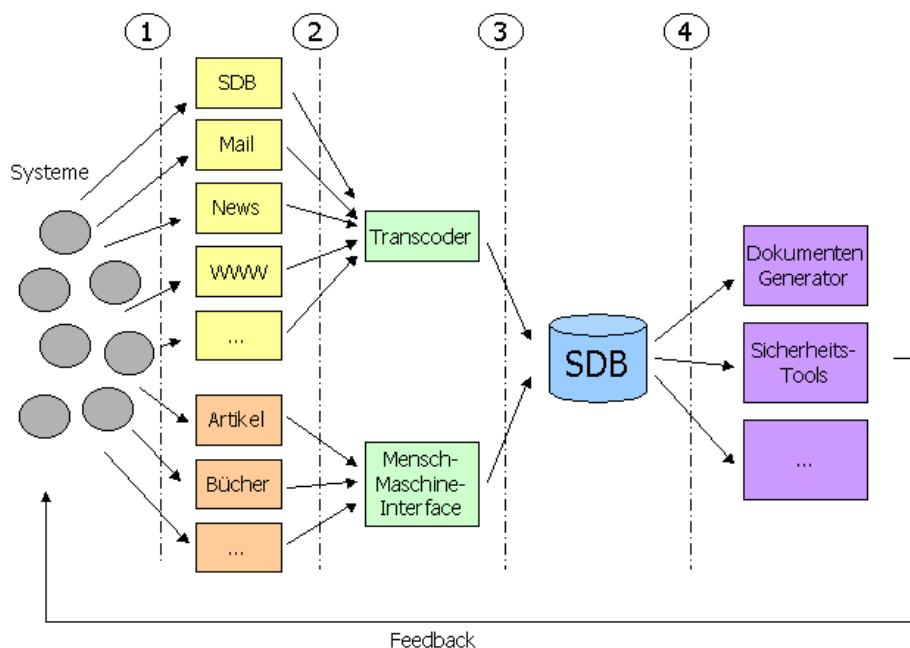 1
2
3
4
Systeme
SDB
Mail
News
WWW
...
Artikel
Bücher
...
Transcoder
Mensch-
Maschine-
Interface
SDB
Dokumenten
Generator
Sicherheits-
Tools
...
Feedback